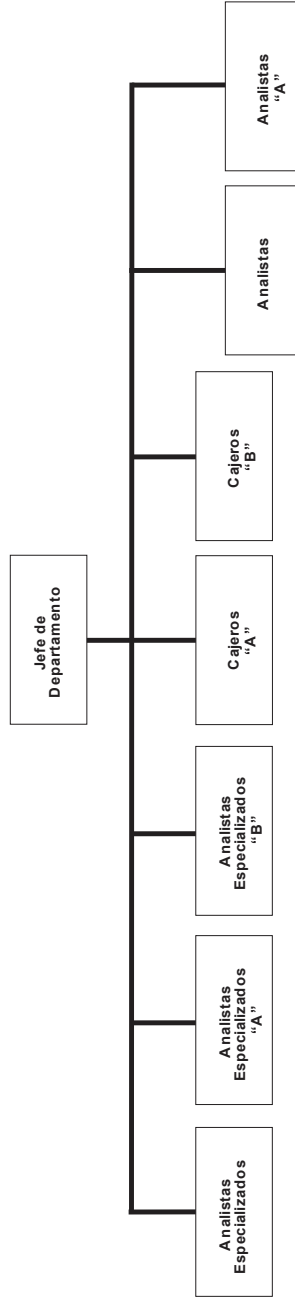 Jefe de
Departamento
Analistas
Especializados
Analistas
Especializados
“A”
Analistas
Especializados
“B”
Cajeros
“A”
Cajeros
“B”
Analistas
Analistas
“A”